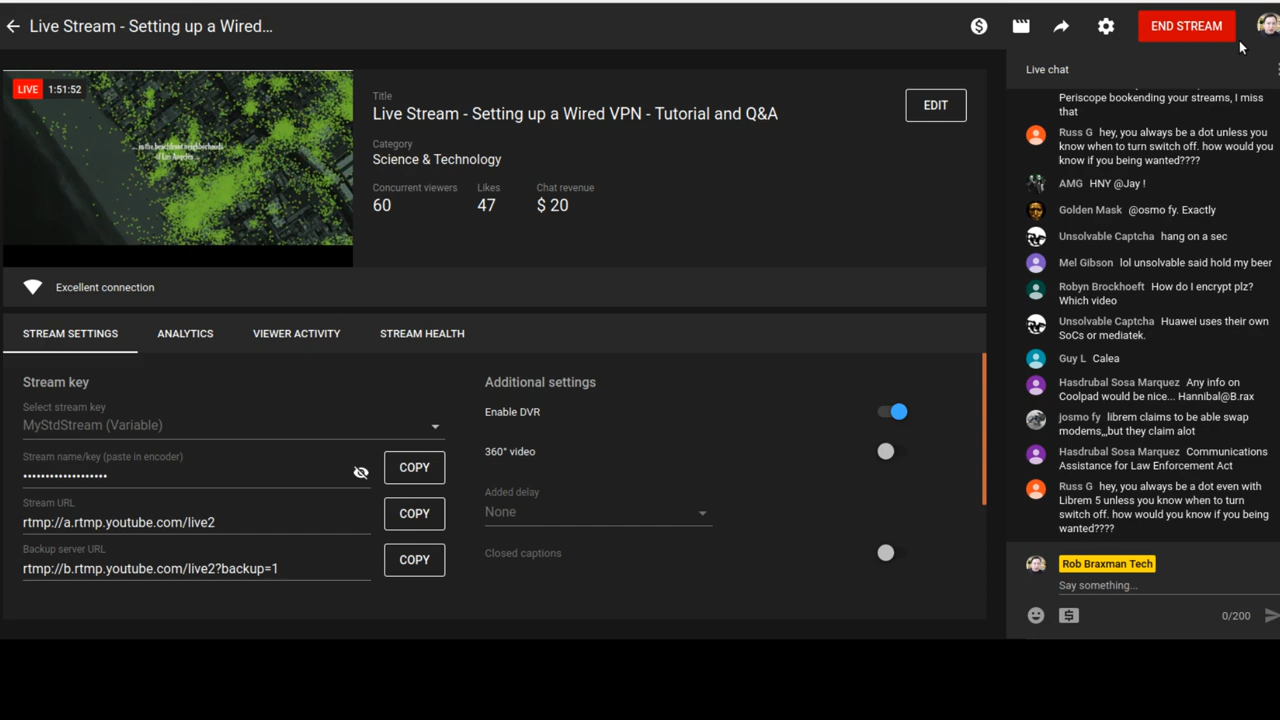 Live Stream - Setting up a Wired...
END STREAM
LIVE 1:51:52
... in the beachfront neighborhoods
of Los Angeles ...
Title
Live Stream - Setting up a Wired VPN - Tutorial and Q&A
EDIT
Category
Science & Technology
Concurrent viewers Likes Chat revenue
60 47 $ 20
Excellent connection
STREAM SETTINGS ANALYTICS VIEWER ACTIVITY STREAM HEALTH
Stream key
Select stream key
MyStdStream (Variable)
Stream name/key (paste in encoder)
•••••••••••••••••••
COPY
Stream URL
rtmp://a.rtmp.youtube.com/live2
COPY
Backup server URL
rtmp://b.rtmp.youtube.com/live2?backup=1
COPY
Additional settings
Enable DVR
360° video
Added delay
None
Closed captions
Live chat
Periscope bookending your streams, I miss
that
Russ G hey, you always be a dot unless you
know when to turn switch off. how would you
know if you being wanted????
AMG HNY @Jay !
Golden Mask @osmo fy. Exactly
Unsolvable Captcha hang on a sec
Mel Gibson lol unsolvable said hold my beer
Robyn Brockhoeft How do I encrypt plz?
Which video
Unsolvable Captcha Huawei uses their own
SoCs or mediatek.
Guy L Calea
Hasdrubal Sosa Marquez Any info on
Coolpad would be nice... Hannibal@B.rax
josmo fy librem claims to be able swap
modems,,,but they claim alot
Hasdrubal Sosa Marquez Communications
Assistance for Law Enforcement Act
Russ G hey, you always be a dot even with
Librem 5 unless you know when to turn
switch off. how would you know if you being
wanted????
Rob Braxman Tech
Say something...
0/200